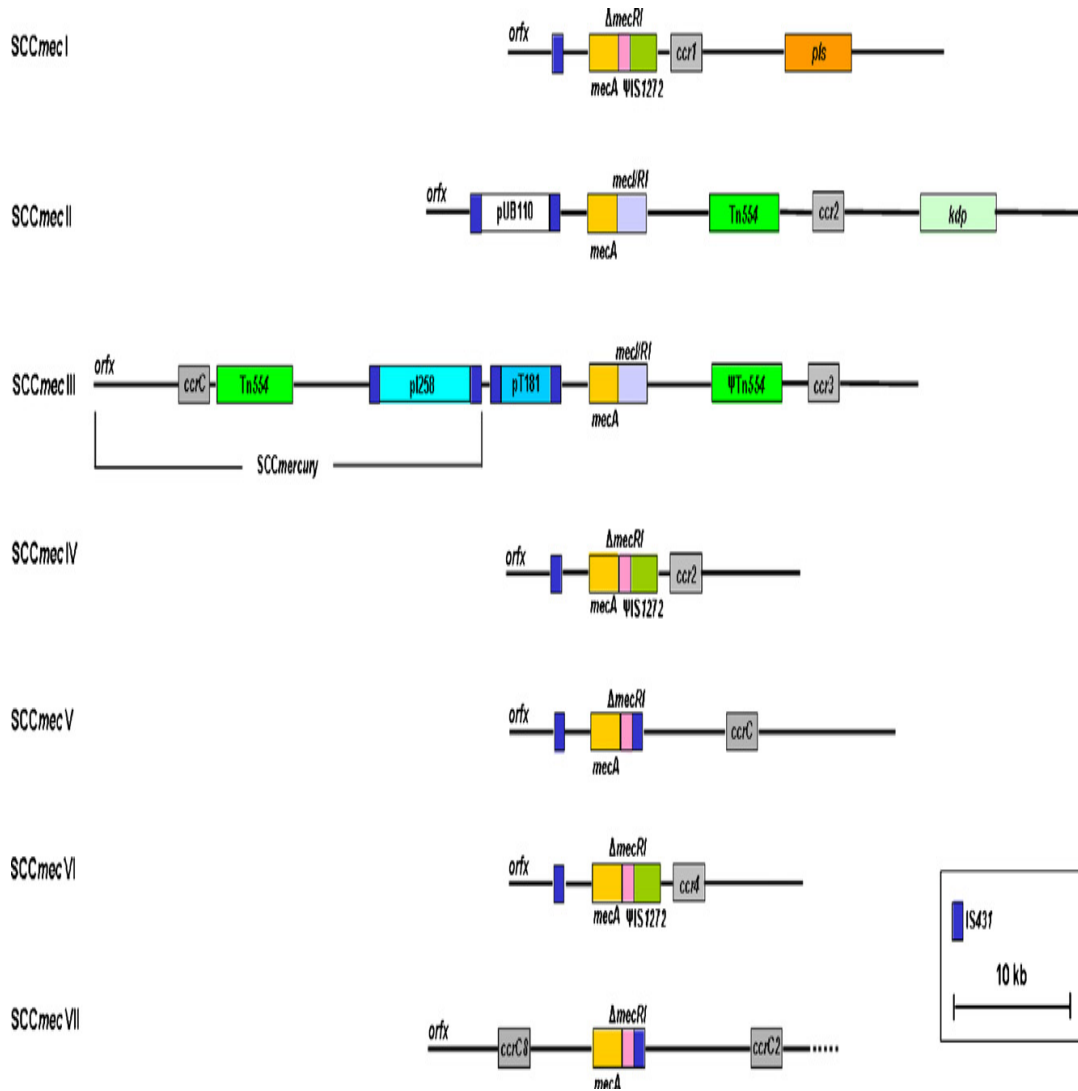 SCCmec I
orfx
ΔmecRI
ccr1
pls
mecA ΨIS1272
SCCmec II
orfx
pUB110
mecI/RI
Tn554
ccr2
kdp
mecA
SCCmec III
orfx
ccrC
Tn554
pI258
pT181
mecI/RI
ΨTn554
ccr3
mecA
SCCmercury
SCCmec IV
orfx
ΔmecRI
ccr2
mecA ΨIS1272
SCCmec V
orfx
ΔmecRI
ccrC
mecA
SCCmec VI
orfx
ΔmecRI
ccr4
mecA ΨIS1272
IS431
10 kb
SCCmec VII
orfx
ccrC8
ΔmecRI
ccrC2
mecA